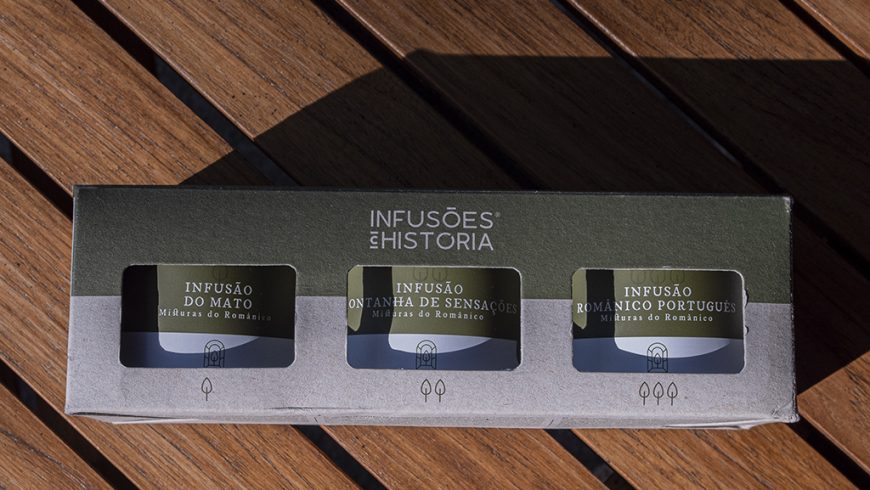 INFUSÕES®
C/ HISTÓRIA
INFUSÃO
DO MATO
Misturas do Românico
INFUSÃO
ONTANHA DE SENSAÇÕES
Misturas do Românico
INFUSÃO
ROMÂNICO PORTUGUÊS
Misturas do Românico